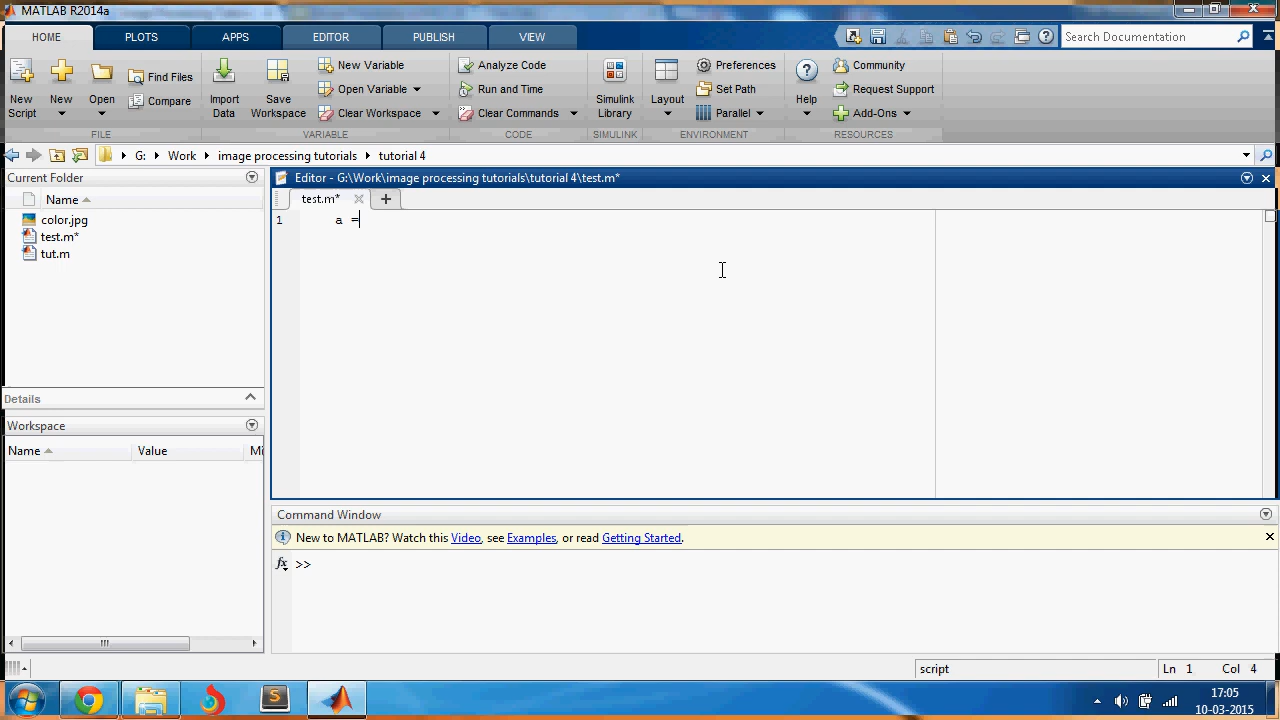 MATLAB R2014a
HOME PLOTS APPS EDITOR PUBLISH VIEW Search Documentation
New Script New Open Find Files Compare Import Data Save Workspace New Variable Open Variable Clear Workspace Analyze Code Run and Time Clear Commands Simulink Library Layout Preferences Set Path Parallel Help Community Request Support Add-Ons
FILE VARIABLE CODE SIMULINK ENVIRONMENT RESOURCES
G: Work image processing tutorials tutorial 4
Current Folder
Name
color.jpg
test.m*
tut.m
Details
Workspace
Name Value Mi
Editor - G:\Work\image processing tutorials\tutorial 4\test.m*
test.m*
1 a =
Command Window
New to MATLAB? Watch this Video, see Examples, or read Getting Started.
fx >>
script Ln 1 Col 4
17:05
10-03-2015